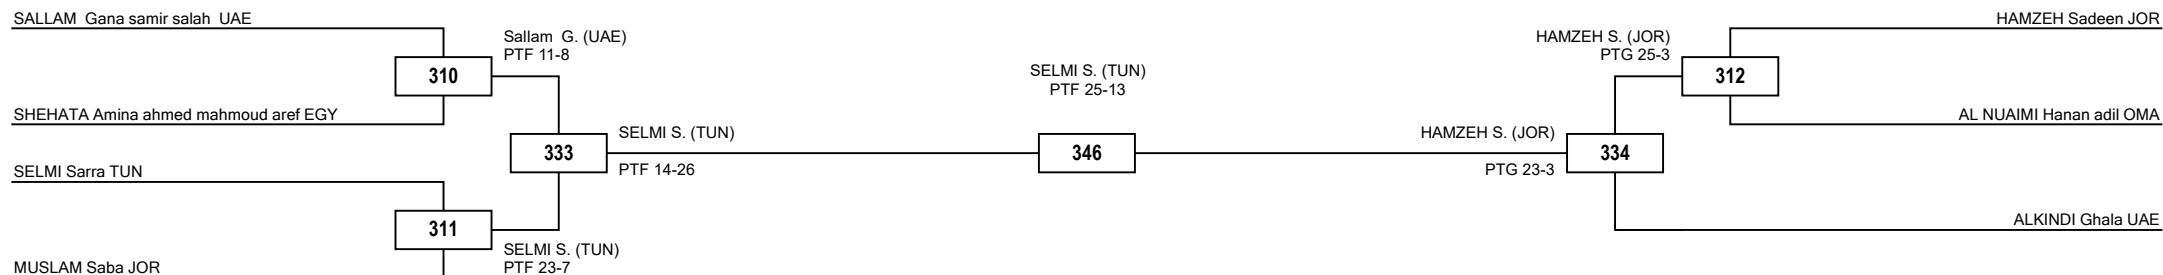 SALLAM  Gana samir salah  UAE
HAMZEH Sadeen JOR
Sallam  G. (UAE)
PTF 11-8
HAMZEH S. (JOR)
PTG 25-3
310
SELMI S. (TUN)
PTF 25-13
312
SHEHATA Amina ahmed mahmoud aref EGY
AL NUAIMI Hanan adil OMA
SELMI S. (TUN)
HAMZEH S. (JOR)
333
346
334
SELMI Sarra TUN
PTF 14-26
PTG 23-3
311
ALKINDI Ghala UAE
SELMI S. (TUN)
PTF 23-7
MUSLAM Saba JOR